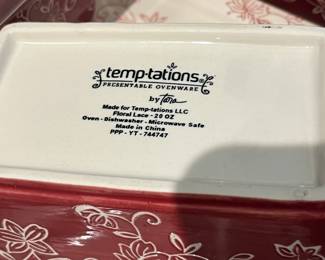 temp-tations®
PRESENTABLE OVENWARE
by Tara
Made for Temp-tations LLC
Floral Lace - 20 OZ
Oven - Dishwasher - Microwave Safe
Made in China
PPP - YT - 744747